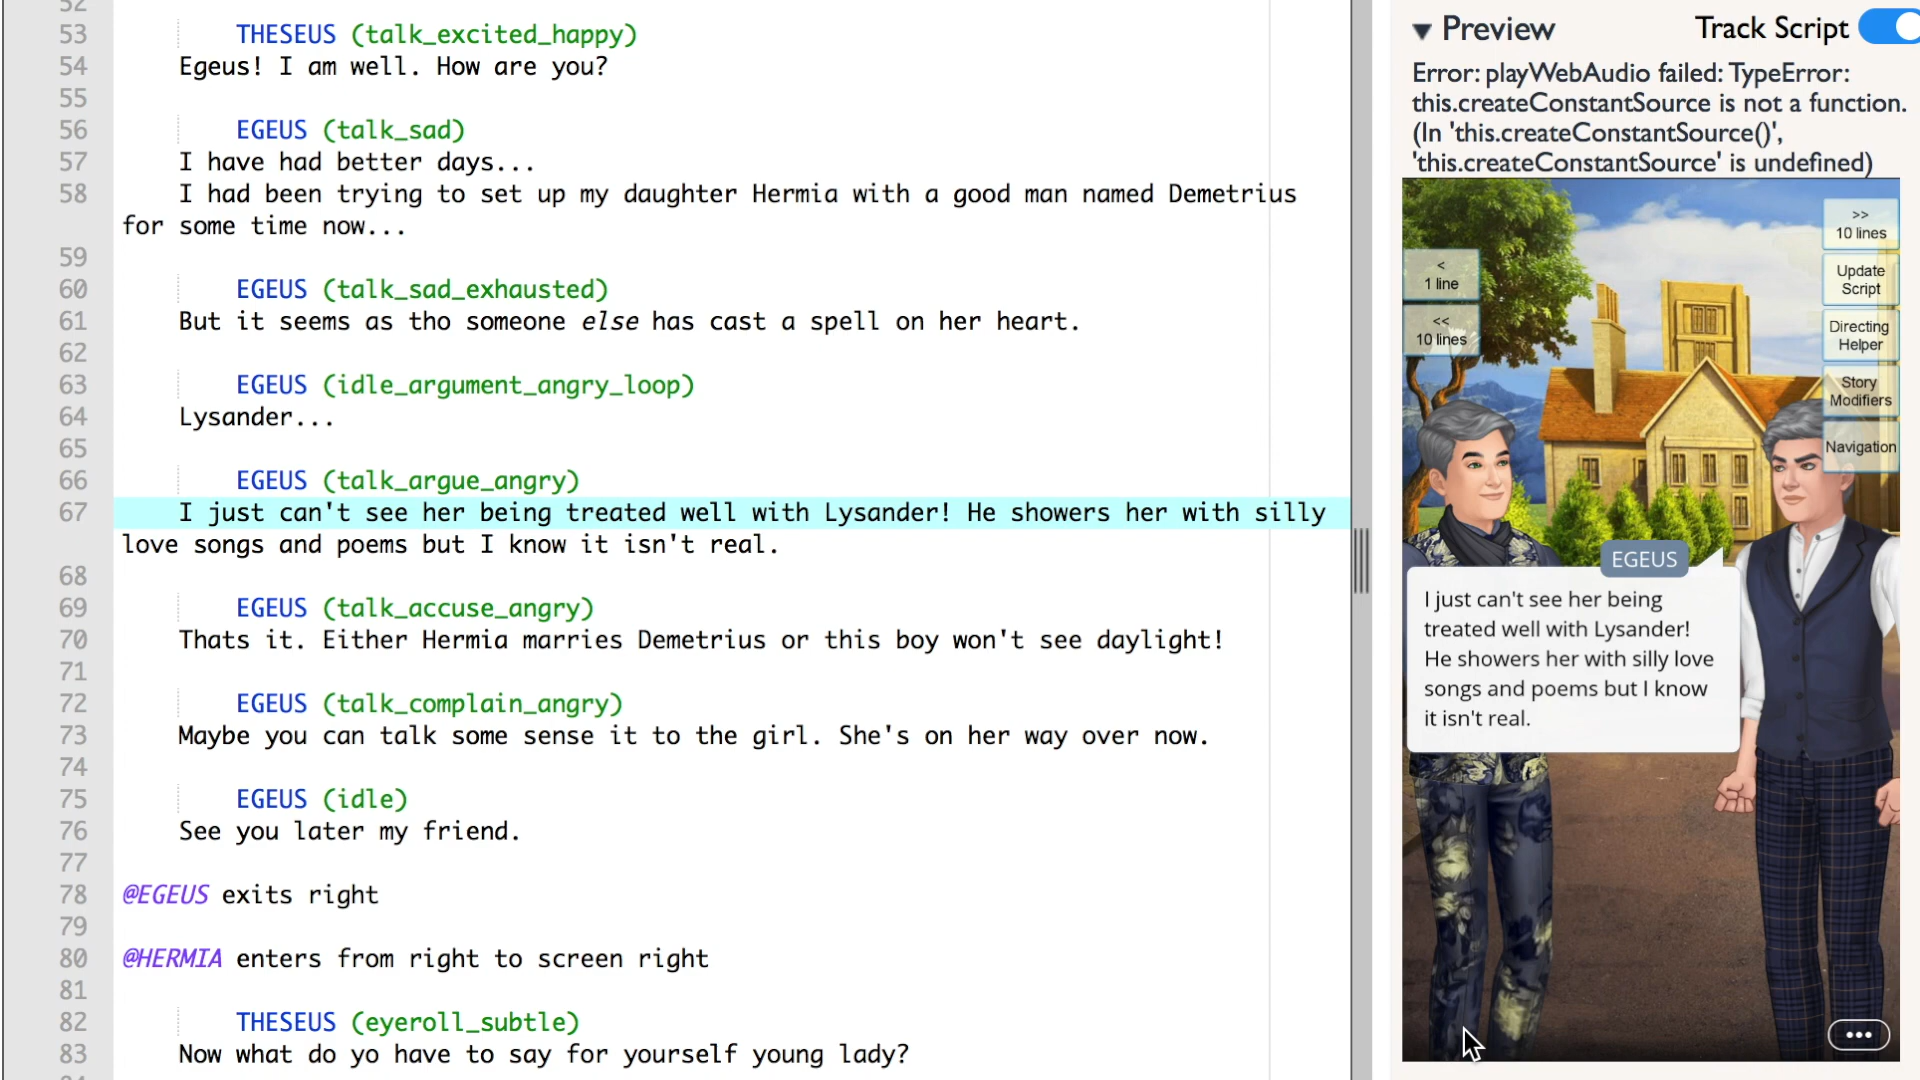 52
53 THESEUS (talk_excited_happy)
54 Egeus! I am well. How are you?
55
56 EGEUS (talk_sad)
57 I have had better days...
58 I had been trying to set up my daughter Hermia with a good man named Demetrius
for some time now...
59
60 EGEUS (talk_sad_exhausted)
61 But it seems as tho someone else has cast a spell on her heart.
62
63 EGEUS (idle_argument_angry_loop)
64 Lysander...
65
66 EGEUS (talk_argue_angry)
67 I just can't see her being treated well with Lysander! He showers her with silly
love songs and poems but I know it isn't real.
68
69 EGEUS (talk_accuse_angry)
70 Thats it. Either Hermia marries Demetrius or this boy won't see daylight!
71
72 EGEUS (talk_complain_angry)
73 Maybe you can talk some sense it to the girl. She's on her way over now.
74
75 EGEUS (idle)
76 See you later my friend.
77
78 @EGEUS exits right
79
80 @HERMIA enters from right to screen right
81
82 THESEUS (eyeroll_subtle)
83 Now what do yo have to say for yourself young lady?
▼ Preview
Track Script
Error: playWebAudio failed: TypeError:
this.createConstantSource is not a function.
(In 'this.createConstantSource()',
'this.createConstantSource' is undefined)
<
1 line
<<
10 lines
>>
10 lines
Update
Script
Directing
Helper
Story
Modifiers
Navigation
EGEUS
I just can't see her being
treated well with Lysander!
He showers her with silly love
songs and poems but I know
it isn't real.